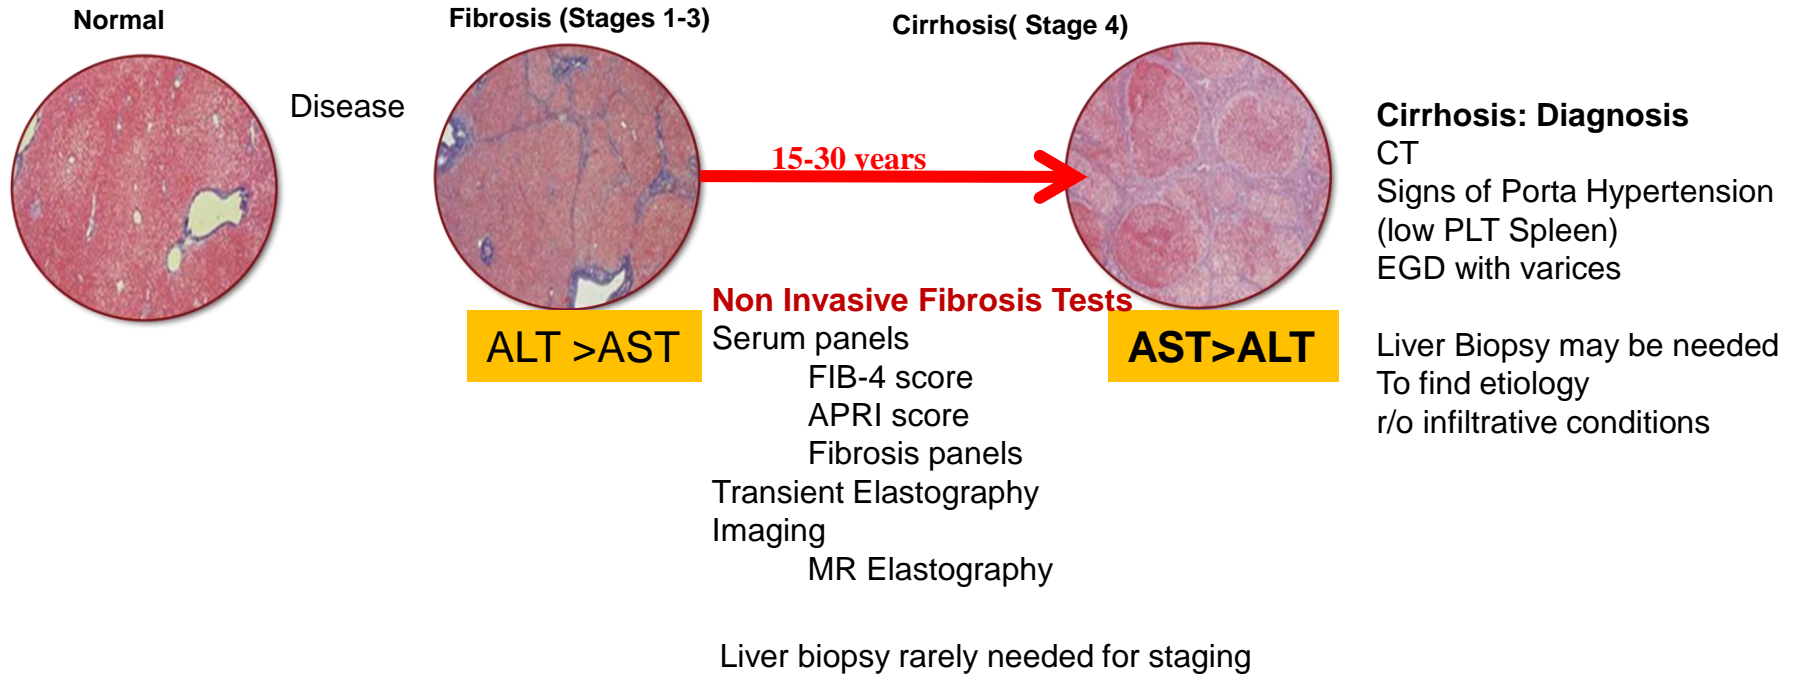 Normal
Disease
Fibrosis (Stages 1-3)
ALT >AST
15-30 years
Non Invasive Fibrosis Tests
Serum panels
FIB-4 score
APRI score
Fibrosis panels
Transient Elastography
Imaging
MR Elastography
Liver biopsy rarely needed for staging
Cirrhosis( Stage 4)
AST>ALT
Cirrhosis: Diagnosis
CT
Signs of Porta Hypertension
(low PLT Spleen)
EGD with varices
Liver Biopsy may be needed
To find etiology
r/o infiltrative conditions